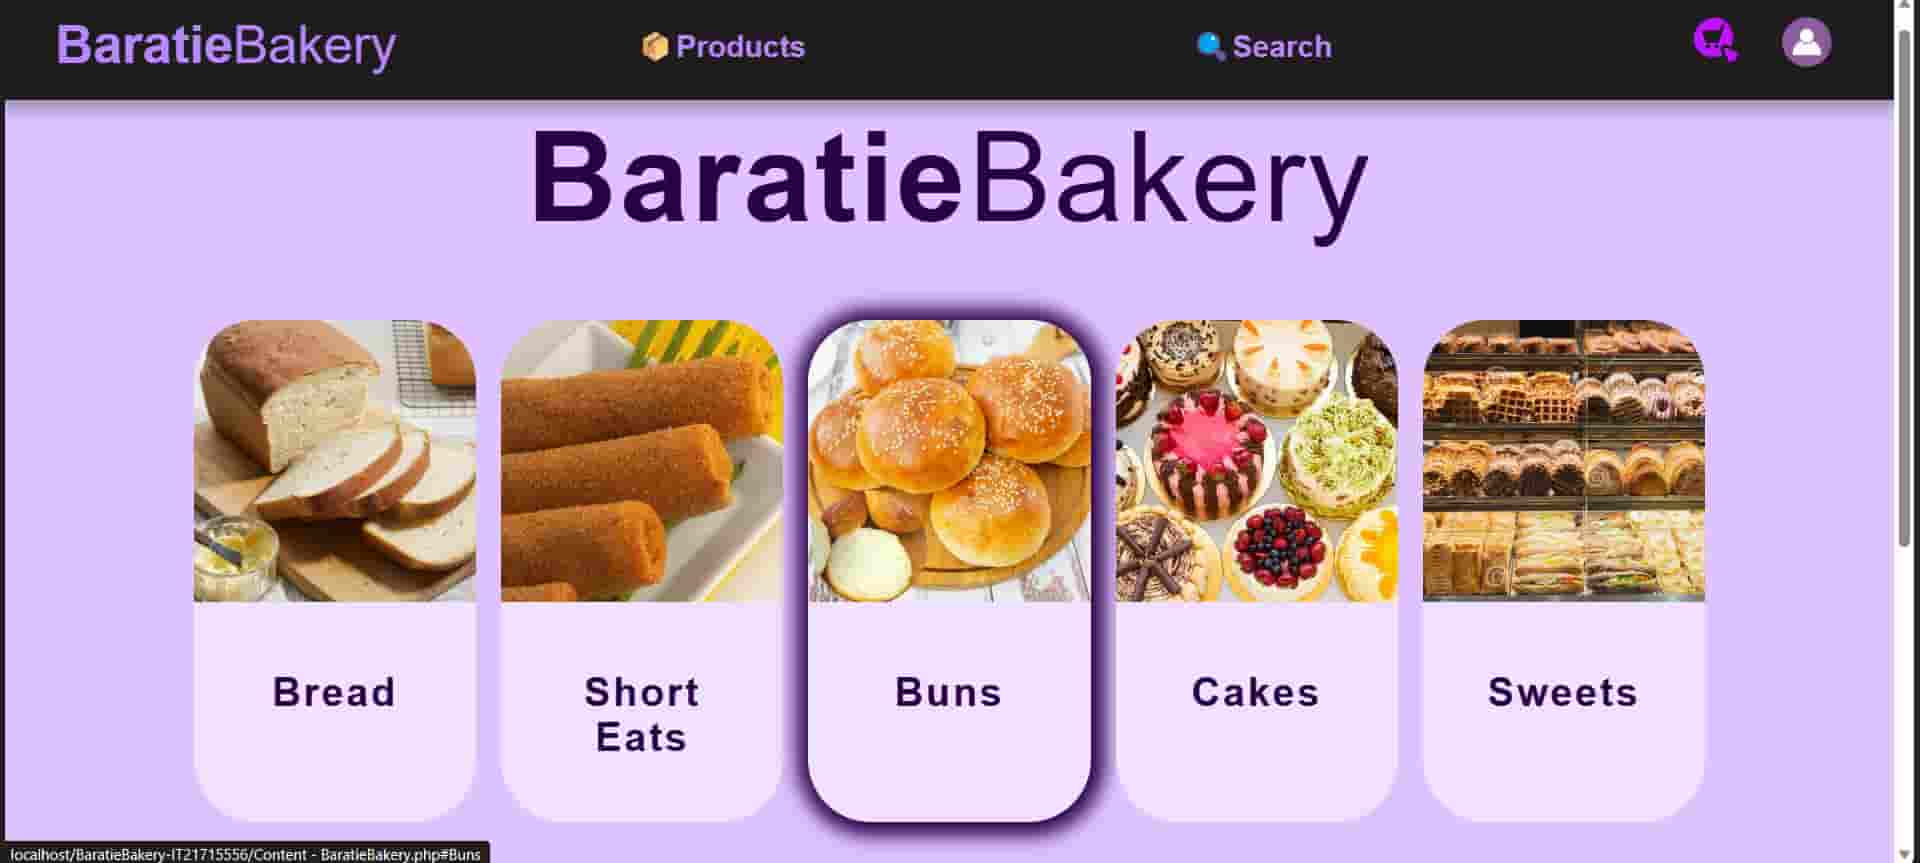 BaratieBakery
Products
Search
BaratieBakery
Bread
Short
Eats
Buns
Cakes
Sweets
localhost/BaratieBakery-IT21715556/Content - BaratieBakery.php#Buns